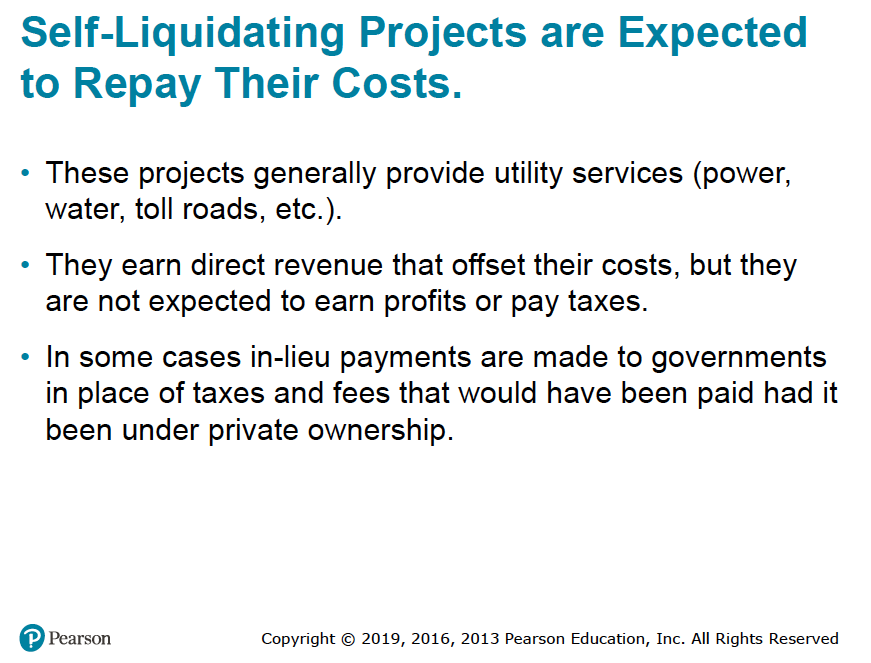 Self-Liquidating Projects are Expected
to Repay Their Costs.
• These projects generally provide utility services (power,
water, toll roads, etc.).
• They earn direct revenue that offset their costs, but they
are not expected to earn profits or pay taxes.
• In some cases in-lieu payments are made to governments
in place of taxes and fees that would have been paid had it
been under private ownership.
P Pearson
Copyright © 2019, 2016, 2013 Pearson Education, Inc. All Rights Reserved